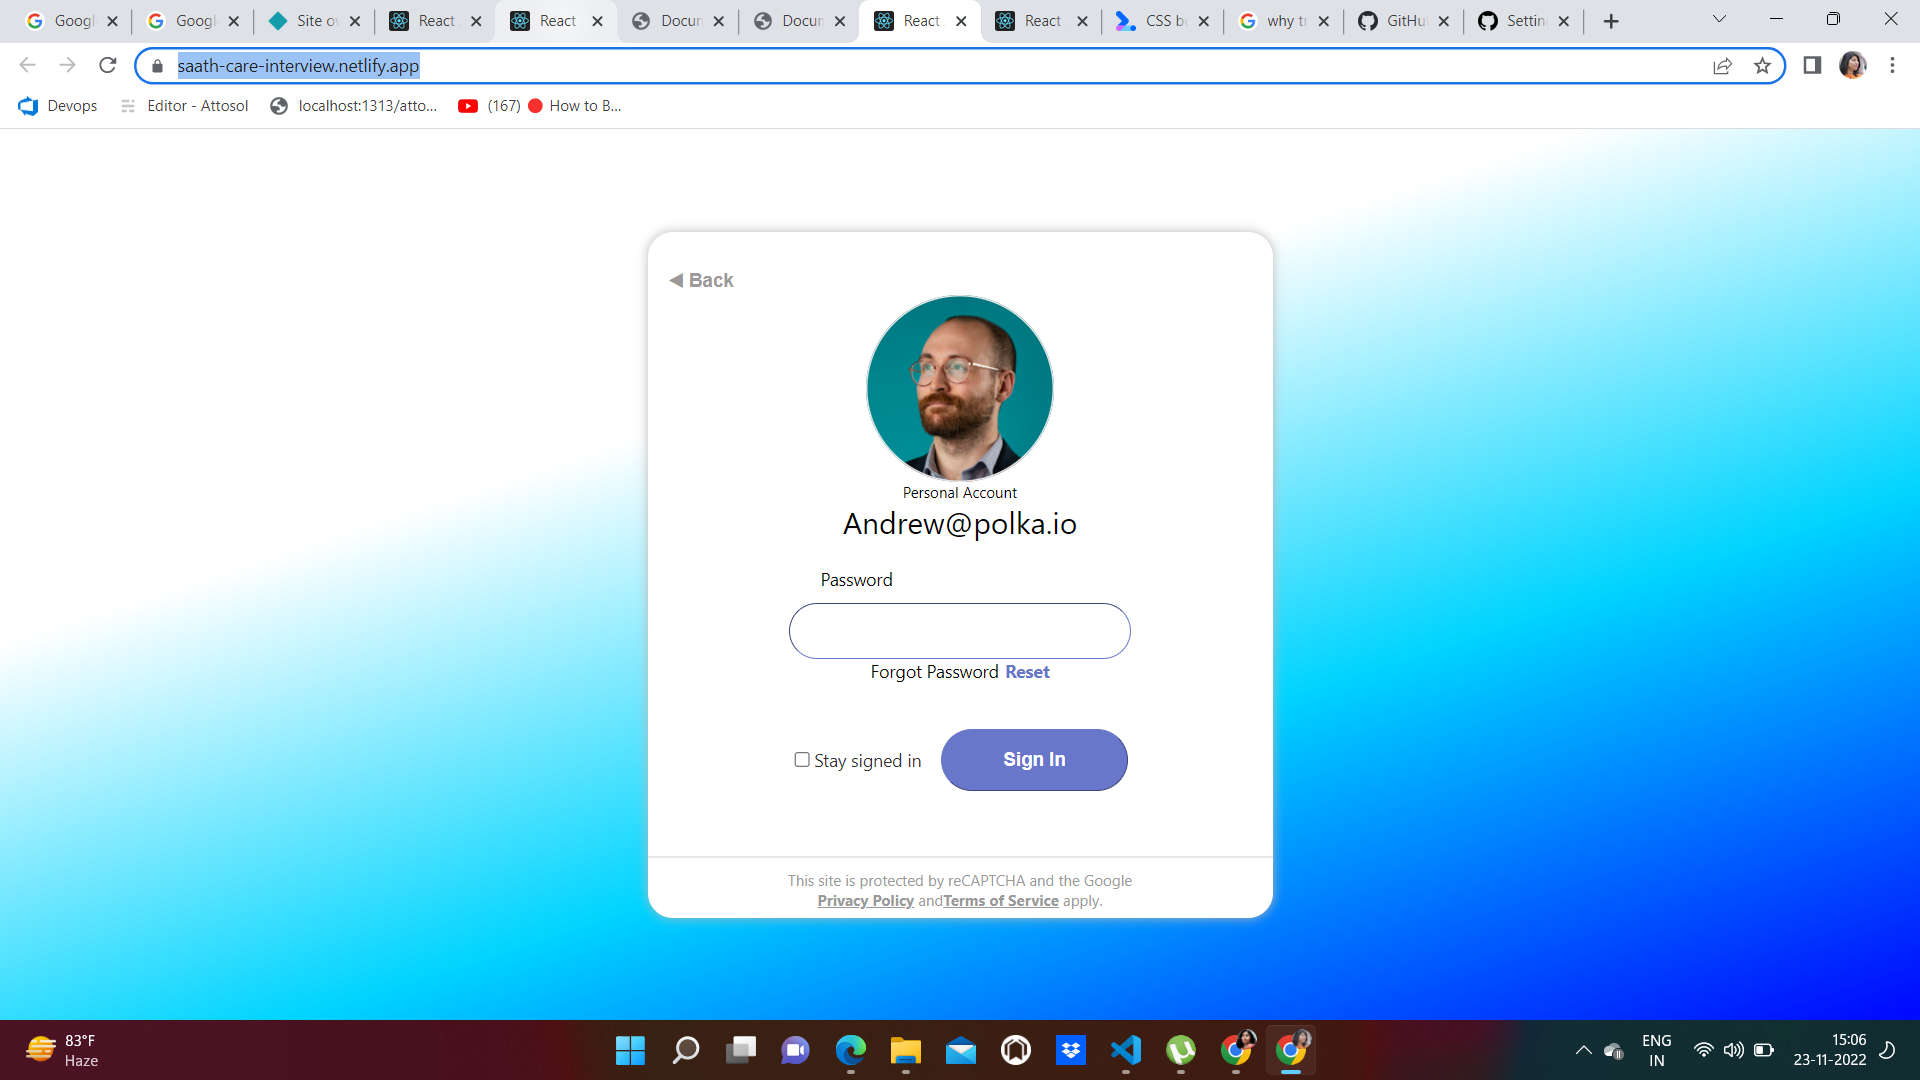 Googl
Googl
Site ov
React
React
Docun
Docun
React
React
CSS bo
why tr
GitHu
Settin
saath-care-interview.netlify.app
Devops
Editor - Attosol
localhost:1313/atto...
(167) 🔴 How to B...
◀ Back
Personal Account
Andrew@polka.io
Password
Forgot Password Reset
Stay signed in
Sign In
This site is protected by reCAPTCHA and the Google
Privacy Policy andTerms of Service apply.
83°F
Haze
ENG
IN
15:06
23-11-2022